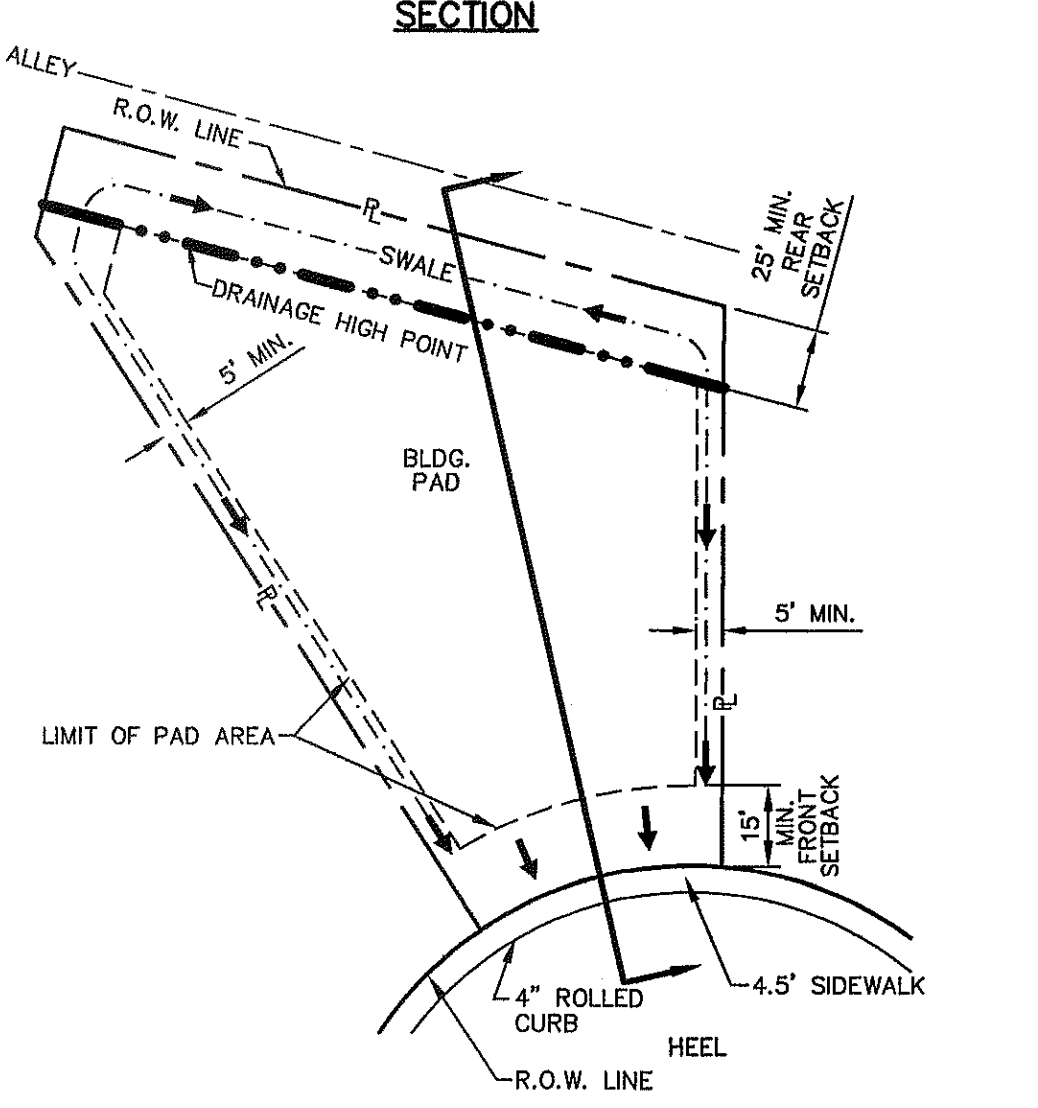 SECTION
ALLEY
R.O.W. LINE
PL
SWALE
25' MIN.
REAR
SETBACK
DRAINAGE HIGH POINT
5' MIN.
BLDG.
PAD
5' MIN.
PL
PL
LIMIT OF PAD AREA
15'
MIN.
FRONT
SETBACK
4.5' SIDEWALK
4" ROLLED
CURB
HEEL
R.O.W. LINE